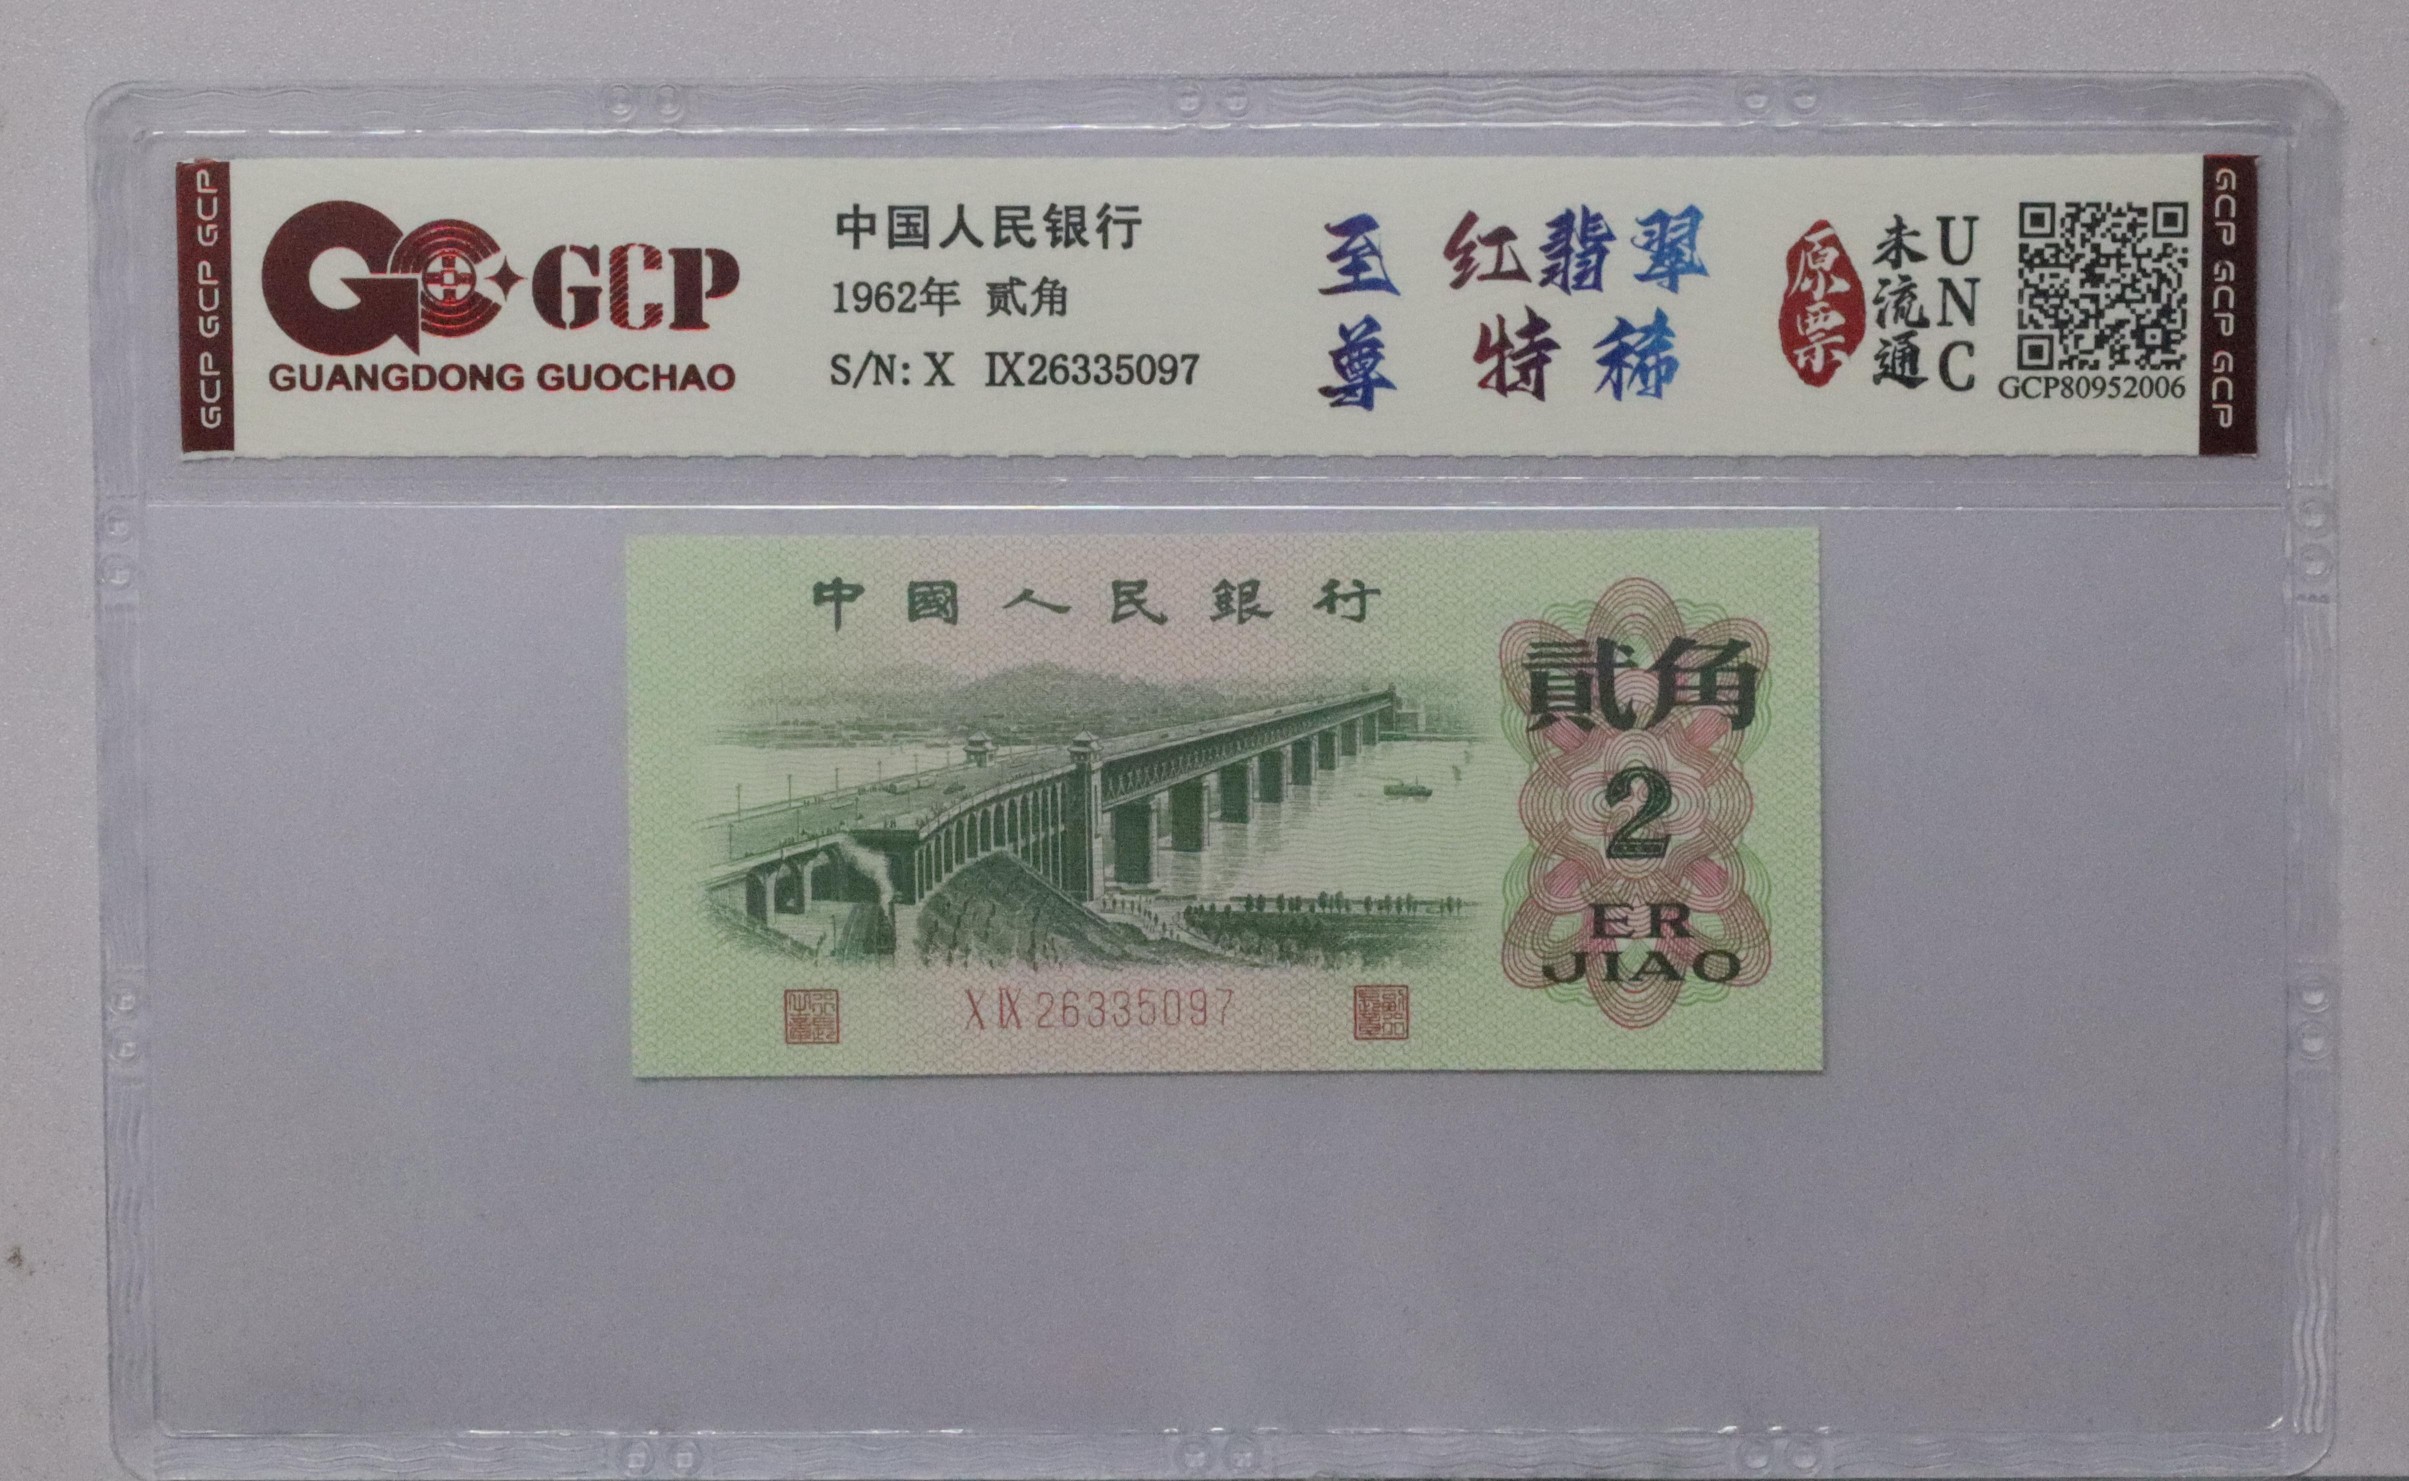 GCP GCP GCP
GCP
GUANGDONG GUOCHAO
中国人民银行
1962年 贰角
S/N: X Ⅸ26335097
至尊
红翡翠
特稀
原票
未流通
UNC
GCP80952006
GCP GCP GCP
中國人民銀行
貳角
2
ER
JIAO
X Ⅸ 26335097